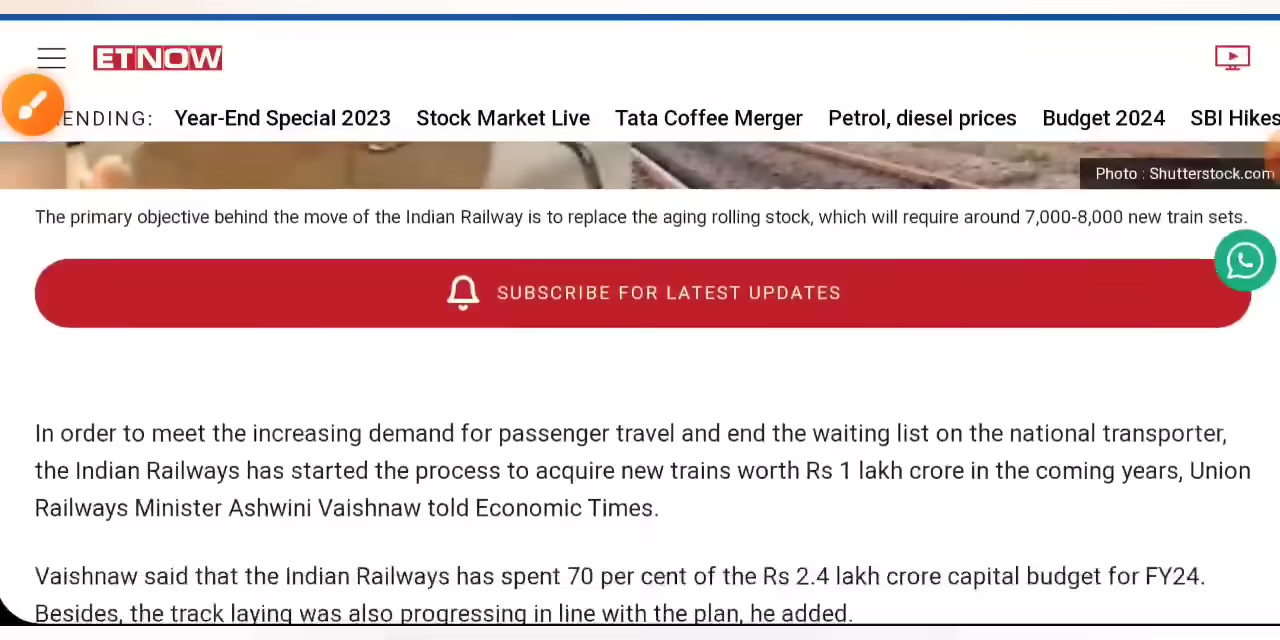 ETNOW
ENDING: Year-End Special 2023 Stock Market Live Tata Coffee Merger Petrol, diesel prices Budget 2024 SBI Hikes
Photo : Shutterstock.com
The primary objective behind the move of the Indian Railway is to replace the aging rolling stock, which will require around 7,000-8,000 new train sets.
SUBSCRIBE FOR LATEST UPDATES
In order to meet the increasing demand for passenger travel and end the waiting list on the national transporter,
the Indian Railways has started the process to acquire new trains worth Rs 1 lakh crore in the coming years, Union
Railways Minister Ashwini Vaishnaw told Economic Times.
Vaishnaw said that the Indian Railways has spent 70 per cent of the Rs 2.4 lakh crore capital budget for FY24.
Besides, the track laying was also progressing in line with the plan, he added.